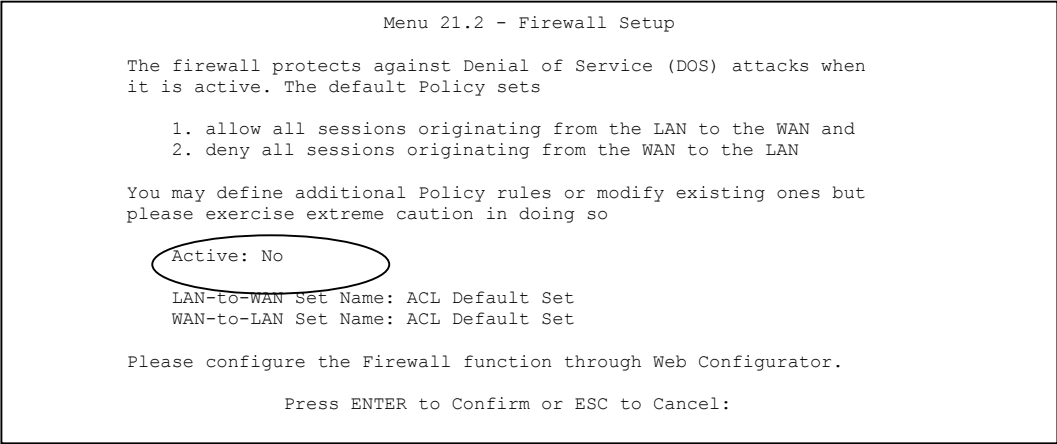 Menu 21.2 - Firewall Setup
The firewall protects against Denial of Service (DOS) attacks when
it is active. The default Policy sets
1. allow all sessions originating from the LAN to the WAN and
2. deny all sessions originating from the WAN to the LAN
You may define additional Policy rules or modify existing ones but
please exercise extreme caution in doing so
Active: No
LAN-to-WAN Set Name: ACL Default Set
WAN-to-LAN Set Name: ACL Default Set
Please configure the Firewall function through Web Configurator.
Press ENTER to Confirm or ESC to Cancel: